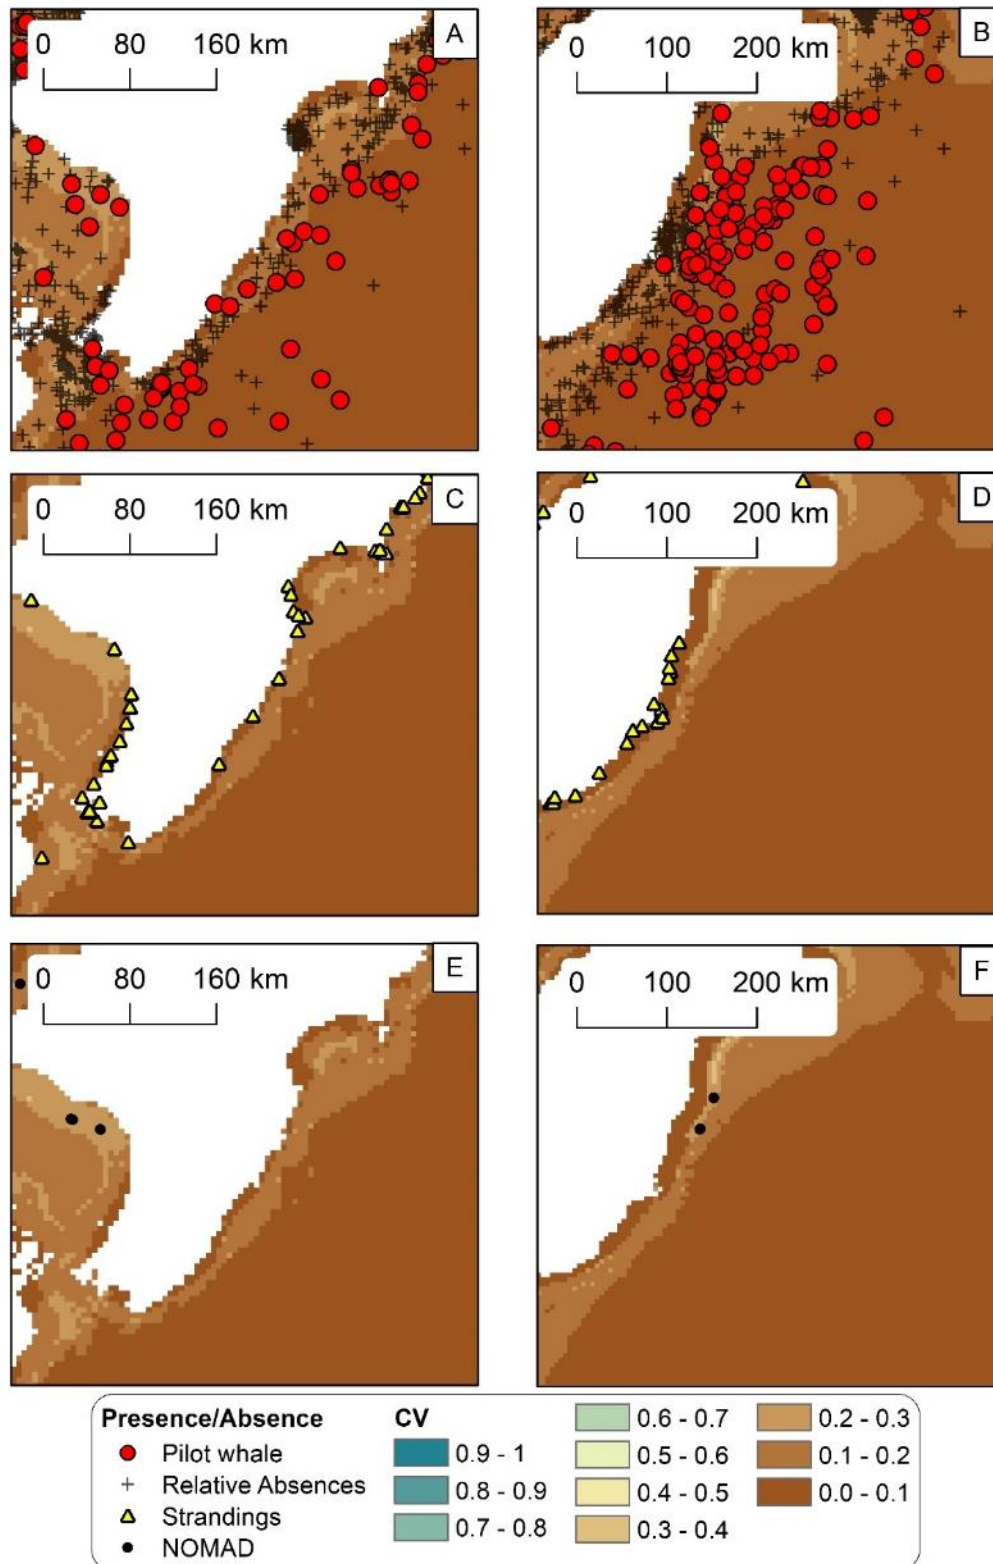 A
0 80 160 km
B
0 100 200 km
C
0 80 160 km
D
0 100 200 km
E
0 80 160 km
F
0 100 200 km
Presence/Absence
Pilot whale
Relative Absences
Strandings
NOMAD
CV
0.9 - 1
0.8 - 0.9
0.7 - 0.8
0.6 - 0.7
0.5 - 0.6
0.4 - 0.5
0.3 - 0.4
0.2 - 0.3
0.1 - 0.2
0.0 - 0.1